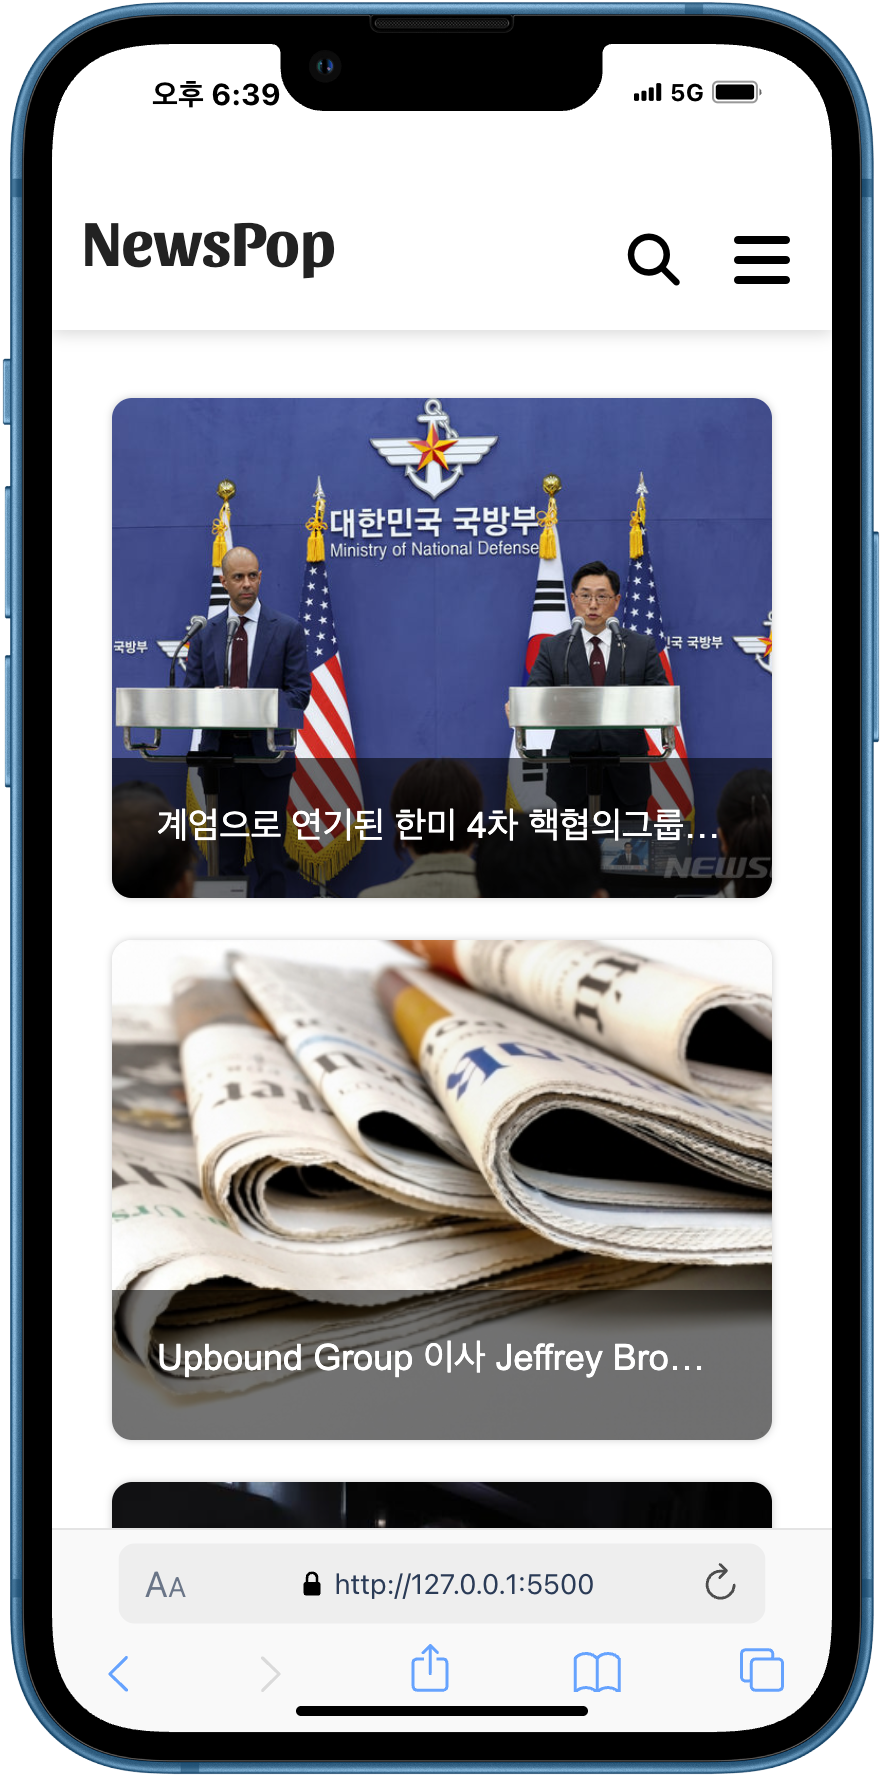 오후 6:39
5G
NewsPop
대한민국 국방부
Ministry of National Defense
국방부
국 국방부
계엄으로 연기된 한미 4차 핵협의그룹...
NEWS
Upbound Group 이사 Jeffrey Bro...
AA
http://127.0.0.1:5500